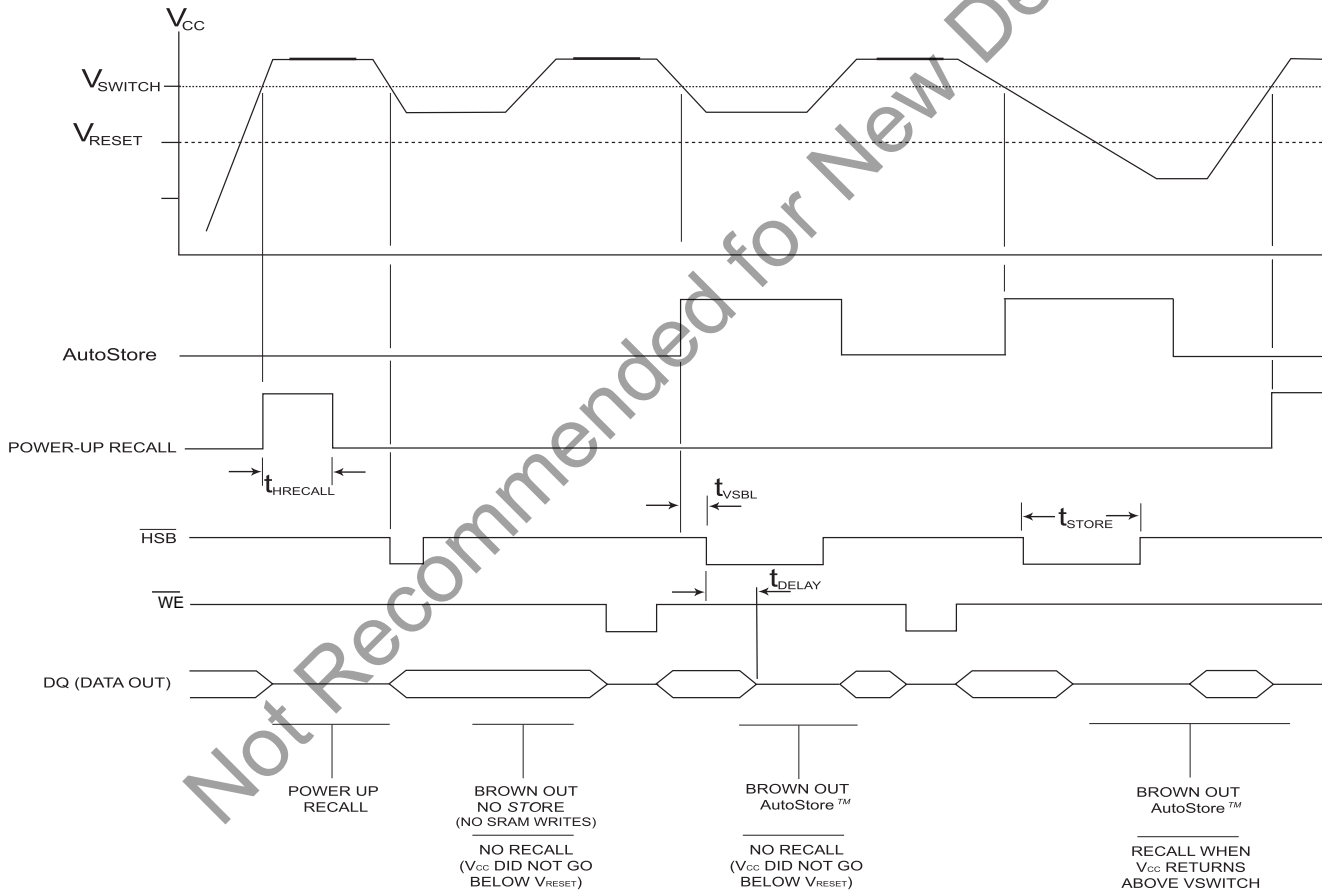 VCC
VSWITCH
VRESET
AutoStore
POWER-UP RECALL
tHRECALL
tVSBL
tSTORE
HSB
tDELAY
WE
DQ (DATA OUT)
POWER UP
RECALL
BROWN OUT
NO STORE
(NO SRAM WRITES)
NO RECALL
(VCC DID NOT GO
BELOW VRESET)
BROWN OUT
AutoStore™
NO RECALL
(VCC DID NOT GO
BELOW VRESET)
BROWN OUT
AutoStore™
RECALL WHEN
VCC RETURNS
ABOVE VSWITCH
Not Recommended for New De